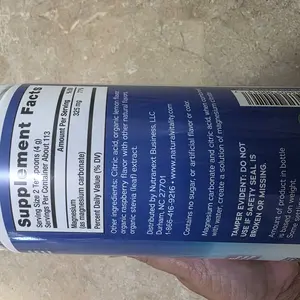 Supplement Facts
Serving Size 2 Teaspoons (4 g)
Servings Per Container About 113
Amount Per Serving %DV
Magnesium 325 mg 77%
(as magnesium carbonate)
Percent Daily Value (% DV)
Other ingredients: Citric acid, organic lemon flavor,
organic raspberry flavor with other natural flavors,
organic stevia (leaf) extract.
Distributed by: Nutranext Business, LLC
Durham, NC 27701
1-866-416-9216 • www.naturalvitality.com
Contains no sugar, or artificial flavor or color.
Magnesium carbonate and citric acid, when
with water, create a solution of magnesium
TAMPER EVIDENT: DO NOT
USE IF SAFETY SEAL IS
BROKEN OR MISSING.
Amount of product in bottle
is based on weight.